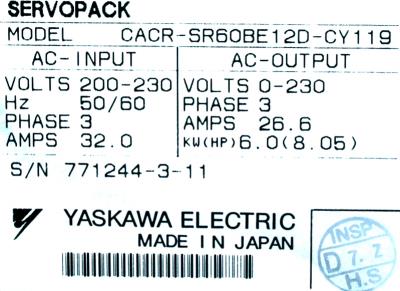 SERVOPACK
MODEL CACR-SR60BE12D-CY119
AC-INPUT AC-OUTPUT
VOLTS 200-230 VOLTS 0-230
Hz 50/60 PHASE 3
PHASE 3 AMPS 26.6
AMPS 32.0 KW(HP) 6.0(8.05)
S/N 771244-3-11
YASKAWA ELECTRIC
MADE IN JAPAN
INSP
D 7. Z
H.S